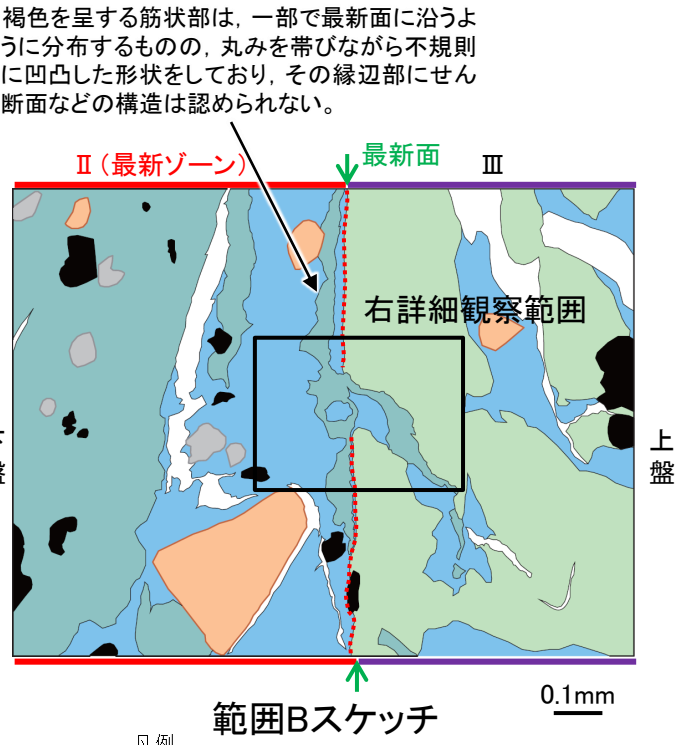 褐色を呈する筋状部は，一部で最新面に沿うよ
うに分布するものの，丸みを帯びながら不規則
に凹凸した形状をしており，その縁辺部にせん
断面などの構造は認められない。
Ⅱ（最新ゾーン）
最新面
Ⅲ
右詳細観察範囲
上
盤
0.1mm
範囲Bスケッチ